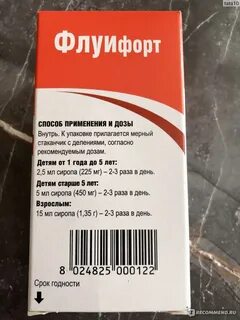 tata10
Флуифорт
СПОСОБ ПРИМЕНЕНИЯ И ДОЗЫ
Внутрь. К упаковке прилагается мерный
стаканчик с делениями, согласно
рекомендуемым дозам.
Детям от 1 года до 5 лет:
2,5 мл сиропа (225 мг) – 2-3 раза в день.
Детям старше 5 лет:
5 мл сиропа (450 мг) – 2-3 раза в день.
Взрослым:
15 мл сиропа (1,35 г) – 2-3 раза в день.
8 024825 000122
Срок годности
IRECOMMEND.RU